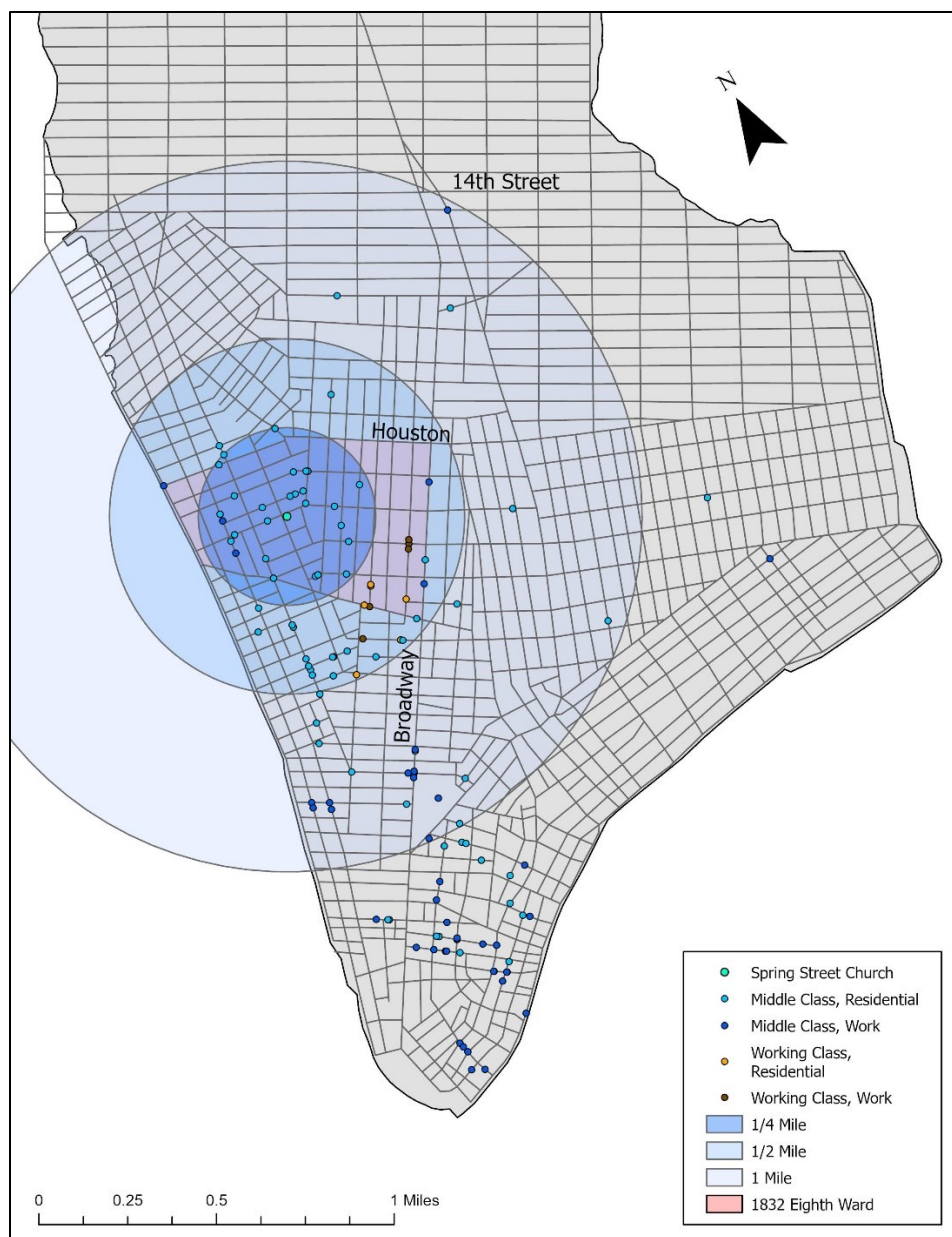 N
14th Street
Houston
Broadway
Spring Street Church
Middle Class, Residential
Middle Class, Work
Working Class,
Residential
Working Class, Work
1/4 Mile
1/2 Mile
1 Mile
1832 Eighth Ward
0 0.25 0.5 1 Miles